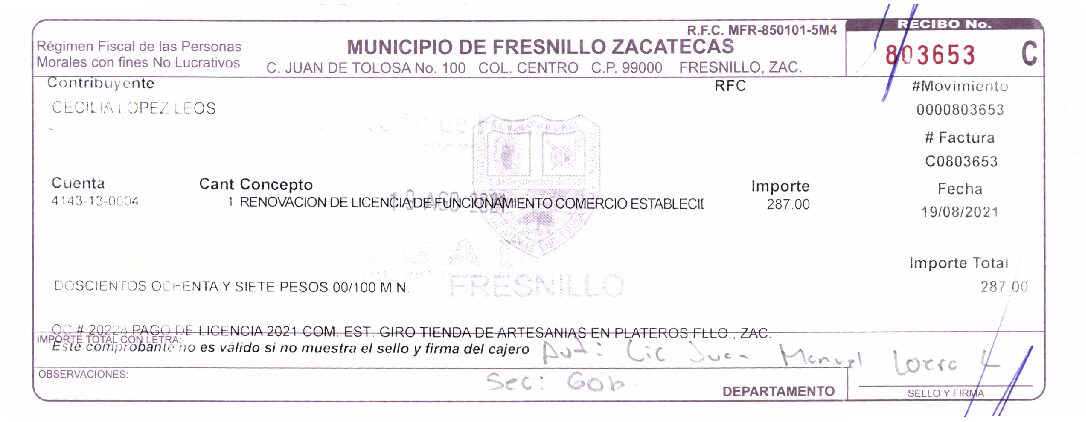 R.F.C. MFR-850101-5M4
RECIBO No.
Régimen Fiscal de las Personas
Morales con fines No Lucrativos
MUNICIPIO DE FRESNILLO ZACATECAS
C. JUAN DE TOLOSA No. 100 COL. CENTRO C.P. 99000 FRESNILLO, ZAC.
803653 C
Contribuyente
RFC
#Movimiento
CECILIA LOPEZ LEOS
0000803653
# Factura
C0803653
Cuenta Cant Concepto Importe
Fecha
4143-13-0004 1 RENOVACION DE LICENCIA DE FUNCIONAMIENTO COMERCIO ESTABLECI 287.00
19/08/2021
Importe Total
287.00
DOSCIENTOS OCHENTA Y SIETE PESOS 00/100 M.N.
FRESNILLO
PAGO DE LICENCIA 2021 COM. EST. GIRO TIENDA DE ARTESANIAS EN PLATEROS FLLO., ZAC.
IMPORTE TOTAL CON LETRA:
Este comprobante no es válido si no muestra el sello y firma del cajero
Aut: Lic Juan Manuel
Sec: Gob.
OBSERVACIONES:
DEPARTAMENTO
SELLO Y FIRMA